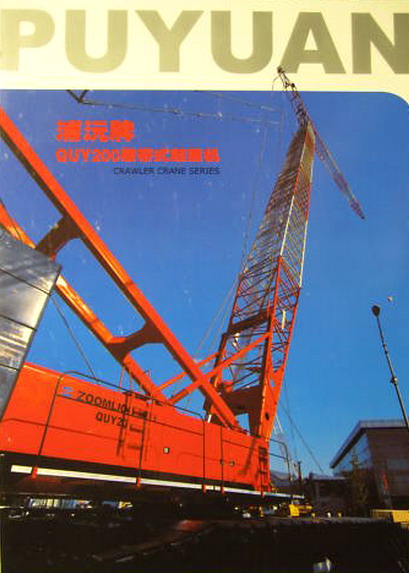 PUYUAN
浦沅牌
QUY200履带式起重机
CRAWLER CRANE SERIES
ZOOMLION
QUY20